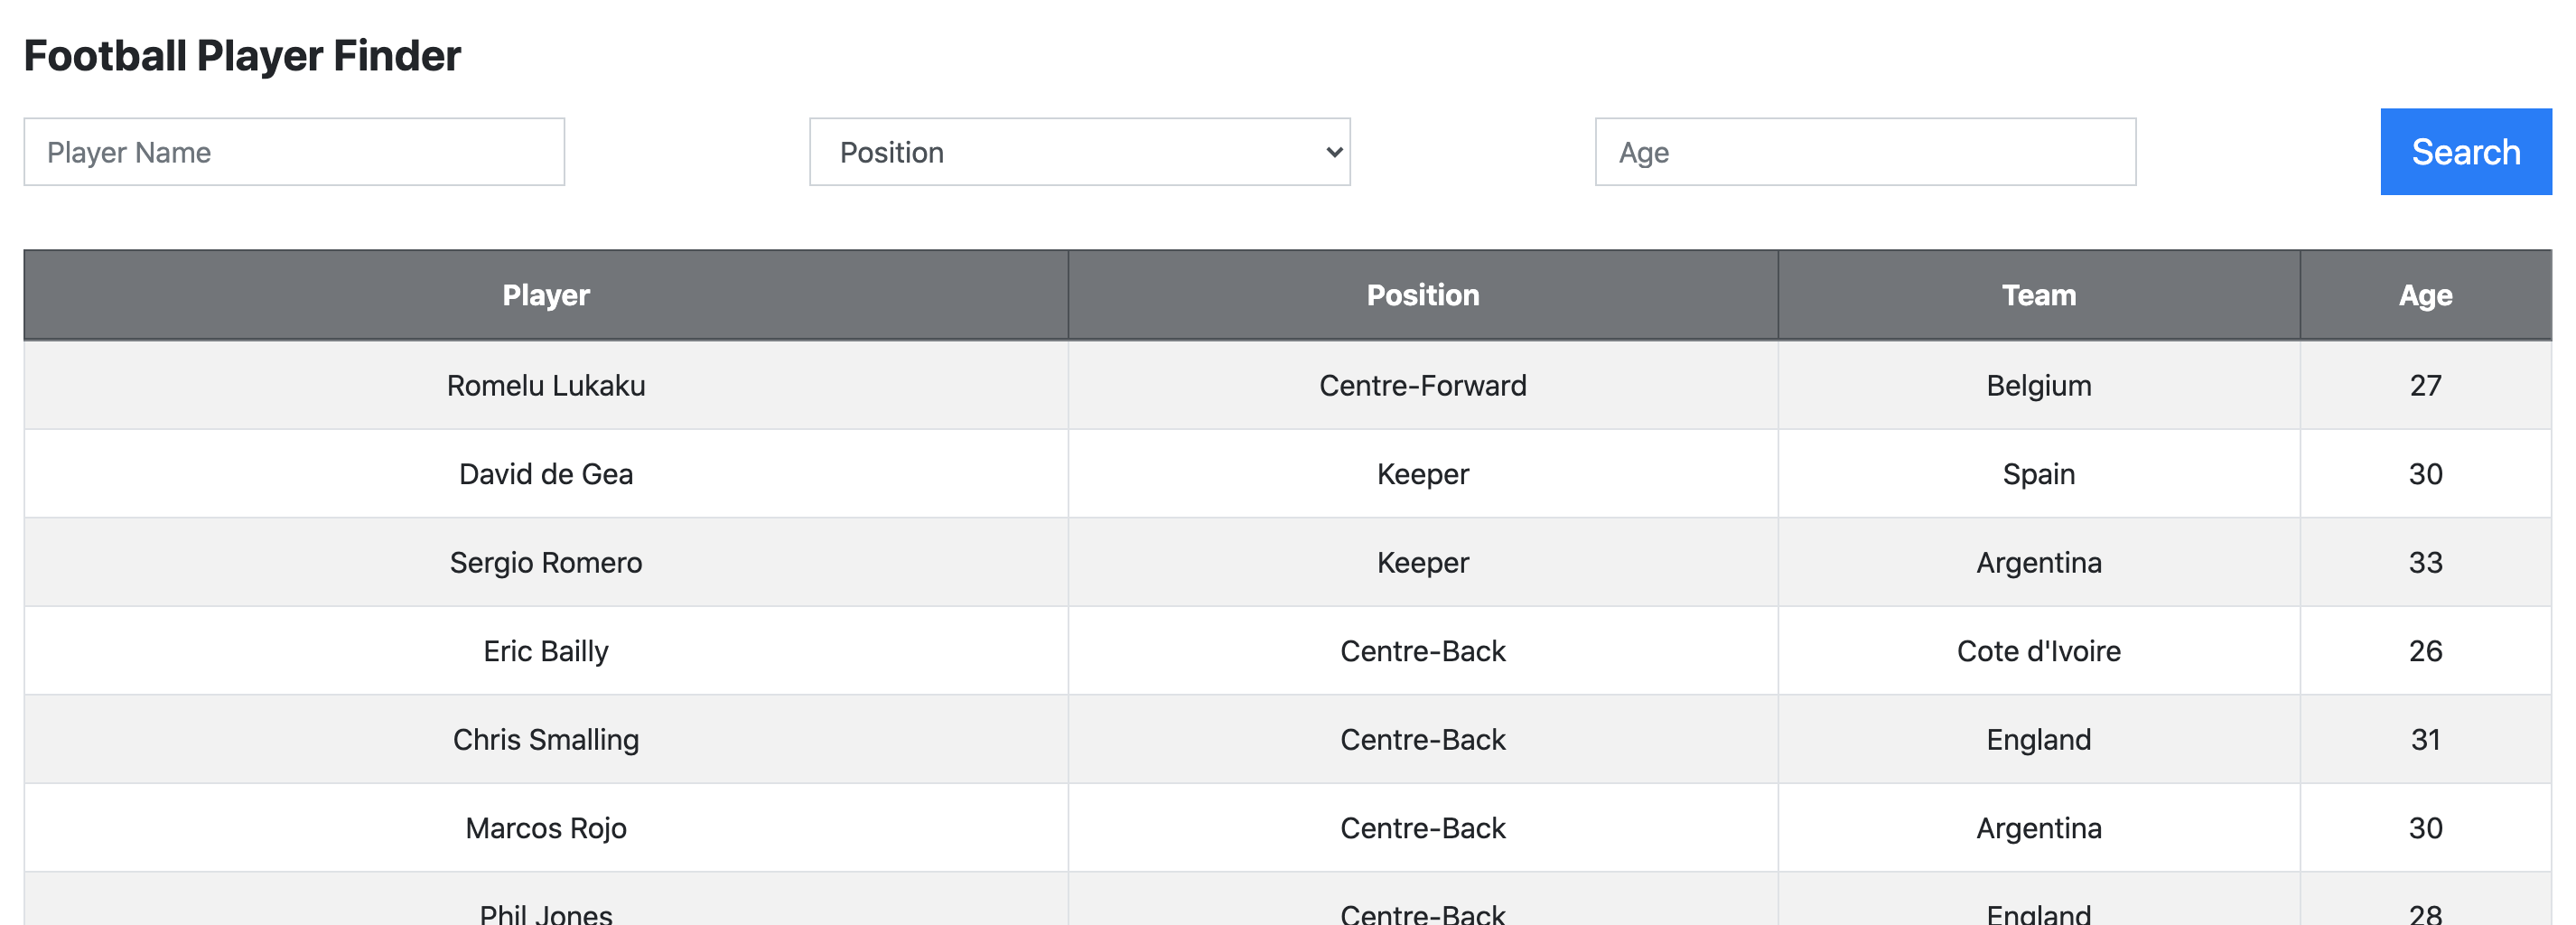 Football Player Finder
Player Name Position Age Search
Player Position Team Age
Romelu Lukaku Centre-Forward Belgium 27
David de Gea Keeper Spain 30
Sergio Romero Keeper Argentina 33
Eric Bailly Centre-Back Cote d'Ivoire 26
Chris Smalling Centre-Back England 31
Marcos Rojo Centre-Back Argentina 30
Phil Jones Centre-Back England 28